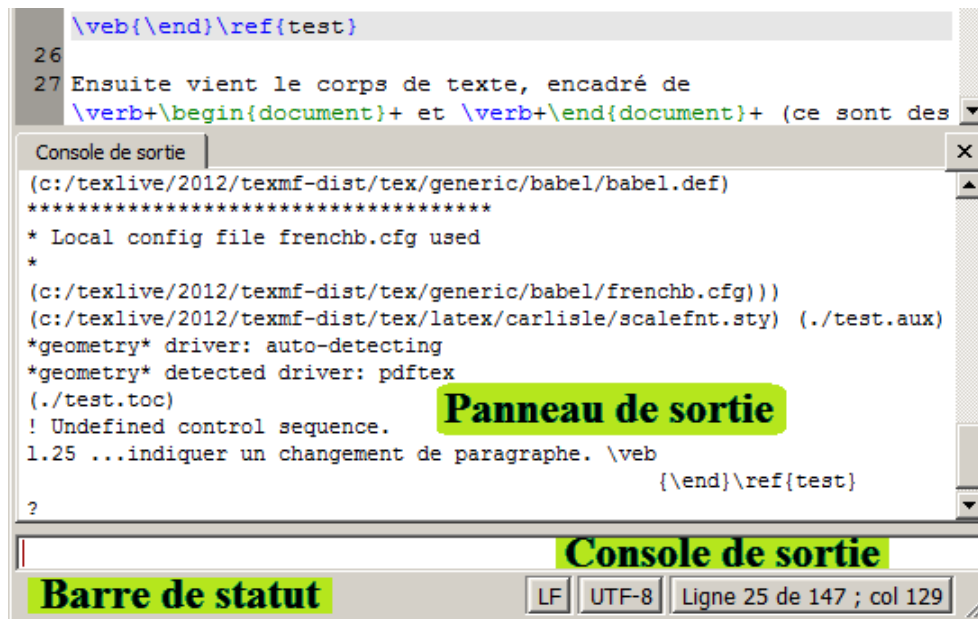 \veb{\end}\ref{test}
26
27 Ensuite vient le corps de texte, encadré de
\verb+\begin{document}+ et \verb+\end{document}+ (ce sont des
Console de sortie
(c:/texlive/2012/texmf-dist/tex/generic/babel/babel.def)
*************************************
* Local config file frenchb.cfg used
*
(c:/texlive/2012/texmf-dist/tex/generic/babel/frenchb.cfg)))
(c:/texlive/2012/texmf-dist/tex/latex/carlisle/scalefnt.sty) (./test.aux)
*geometry* driver: auto-detecting
*geometry* detected driver: pdftex
(./test.toc)
Panneau de sortie
! Undefined control sequence.
l.25 ...indiquer un changement de paragraphe. \veb
{\end}\ref{test}
?
Console de sortie
Barre de statut
LF UTF-8 Ligne 25 de 147 ; col 129